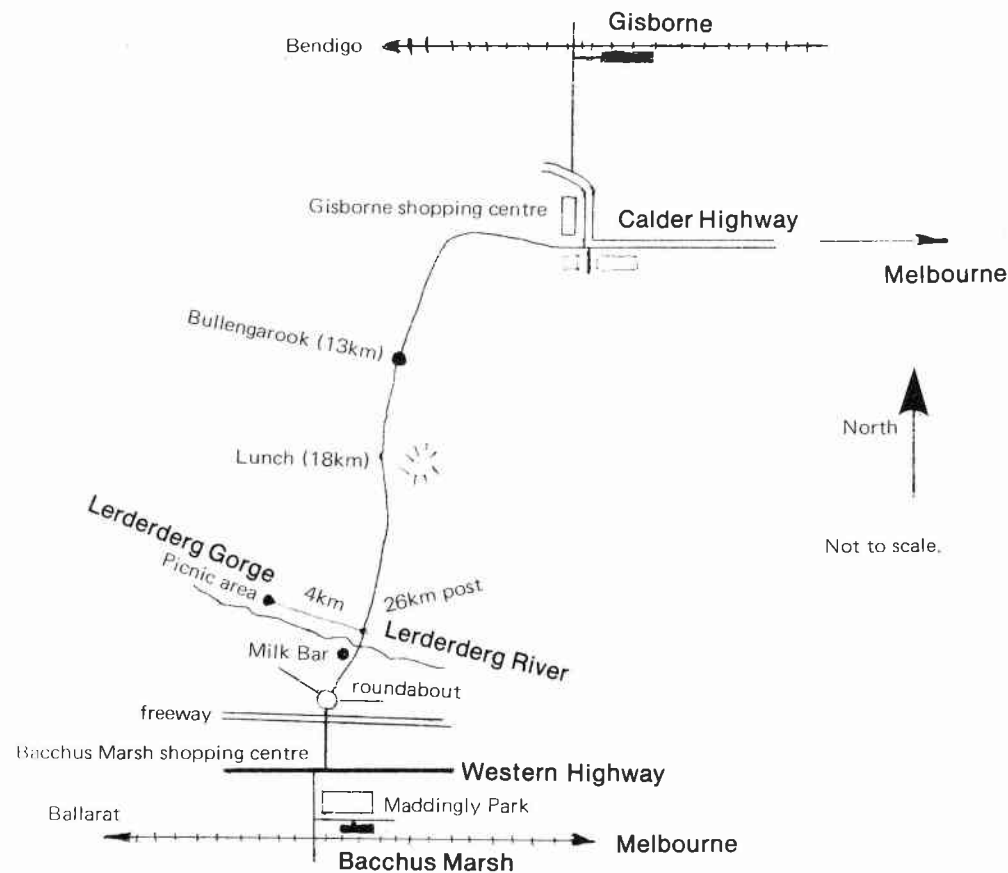 Gisborne
Bendigo
Gisborne shopping centre
Calder Highway
Melbourne
Bullengarook (13km)
North
Lunch (18km)
Not to scale.
Lerderderg Gorge
Picnic area
4km
26km post
Lerderderg River
Milk Bar
roundabout
freeway
Bacchus Marsh shopping centre
Western Highway
Maddingly Park
Ballarat
Melbourne
Bacchus Marsh